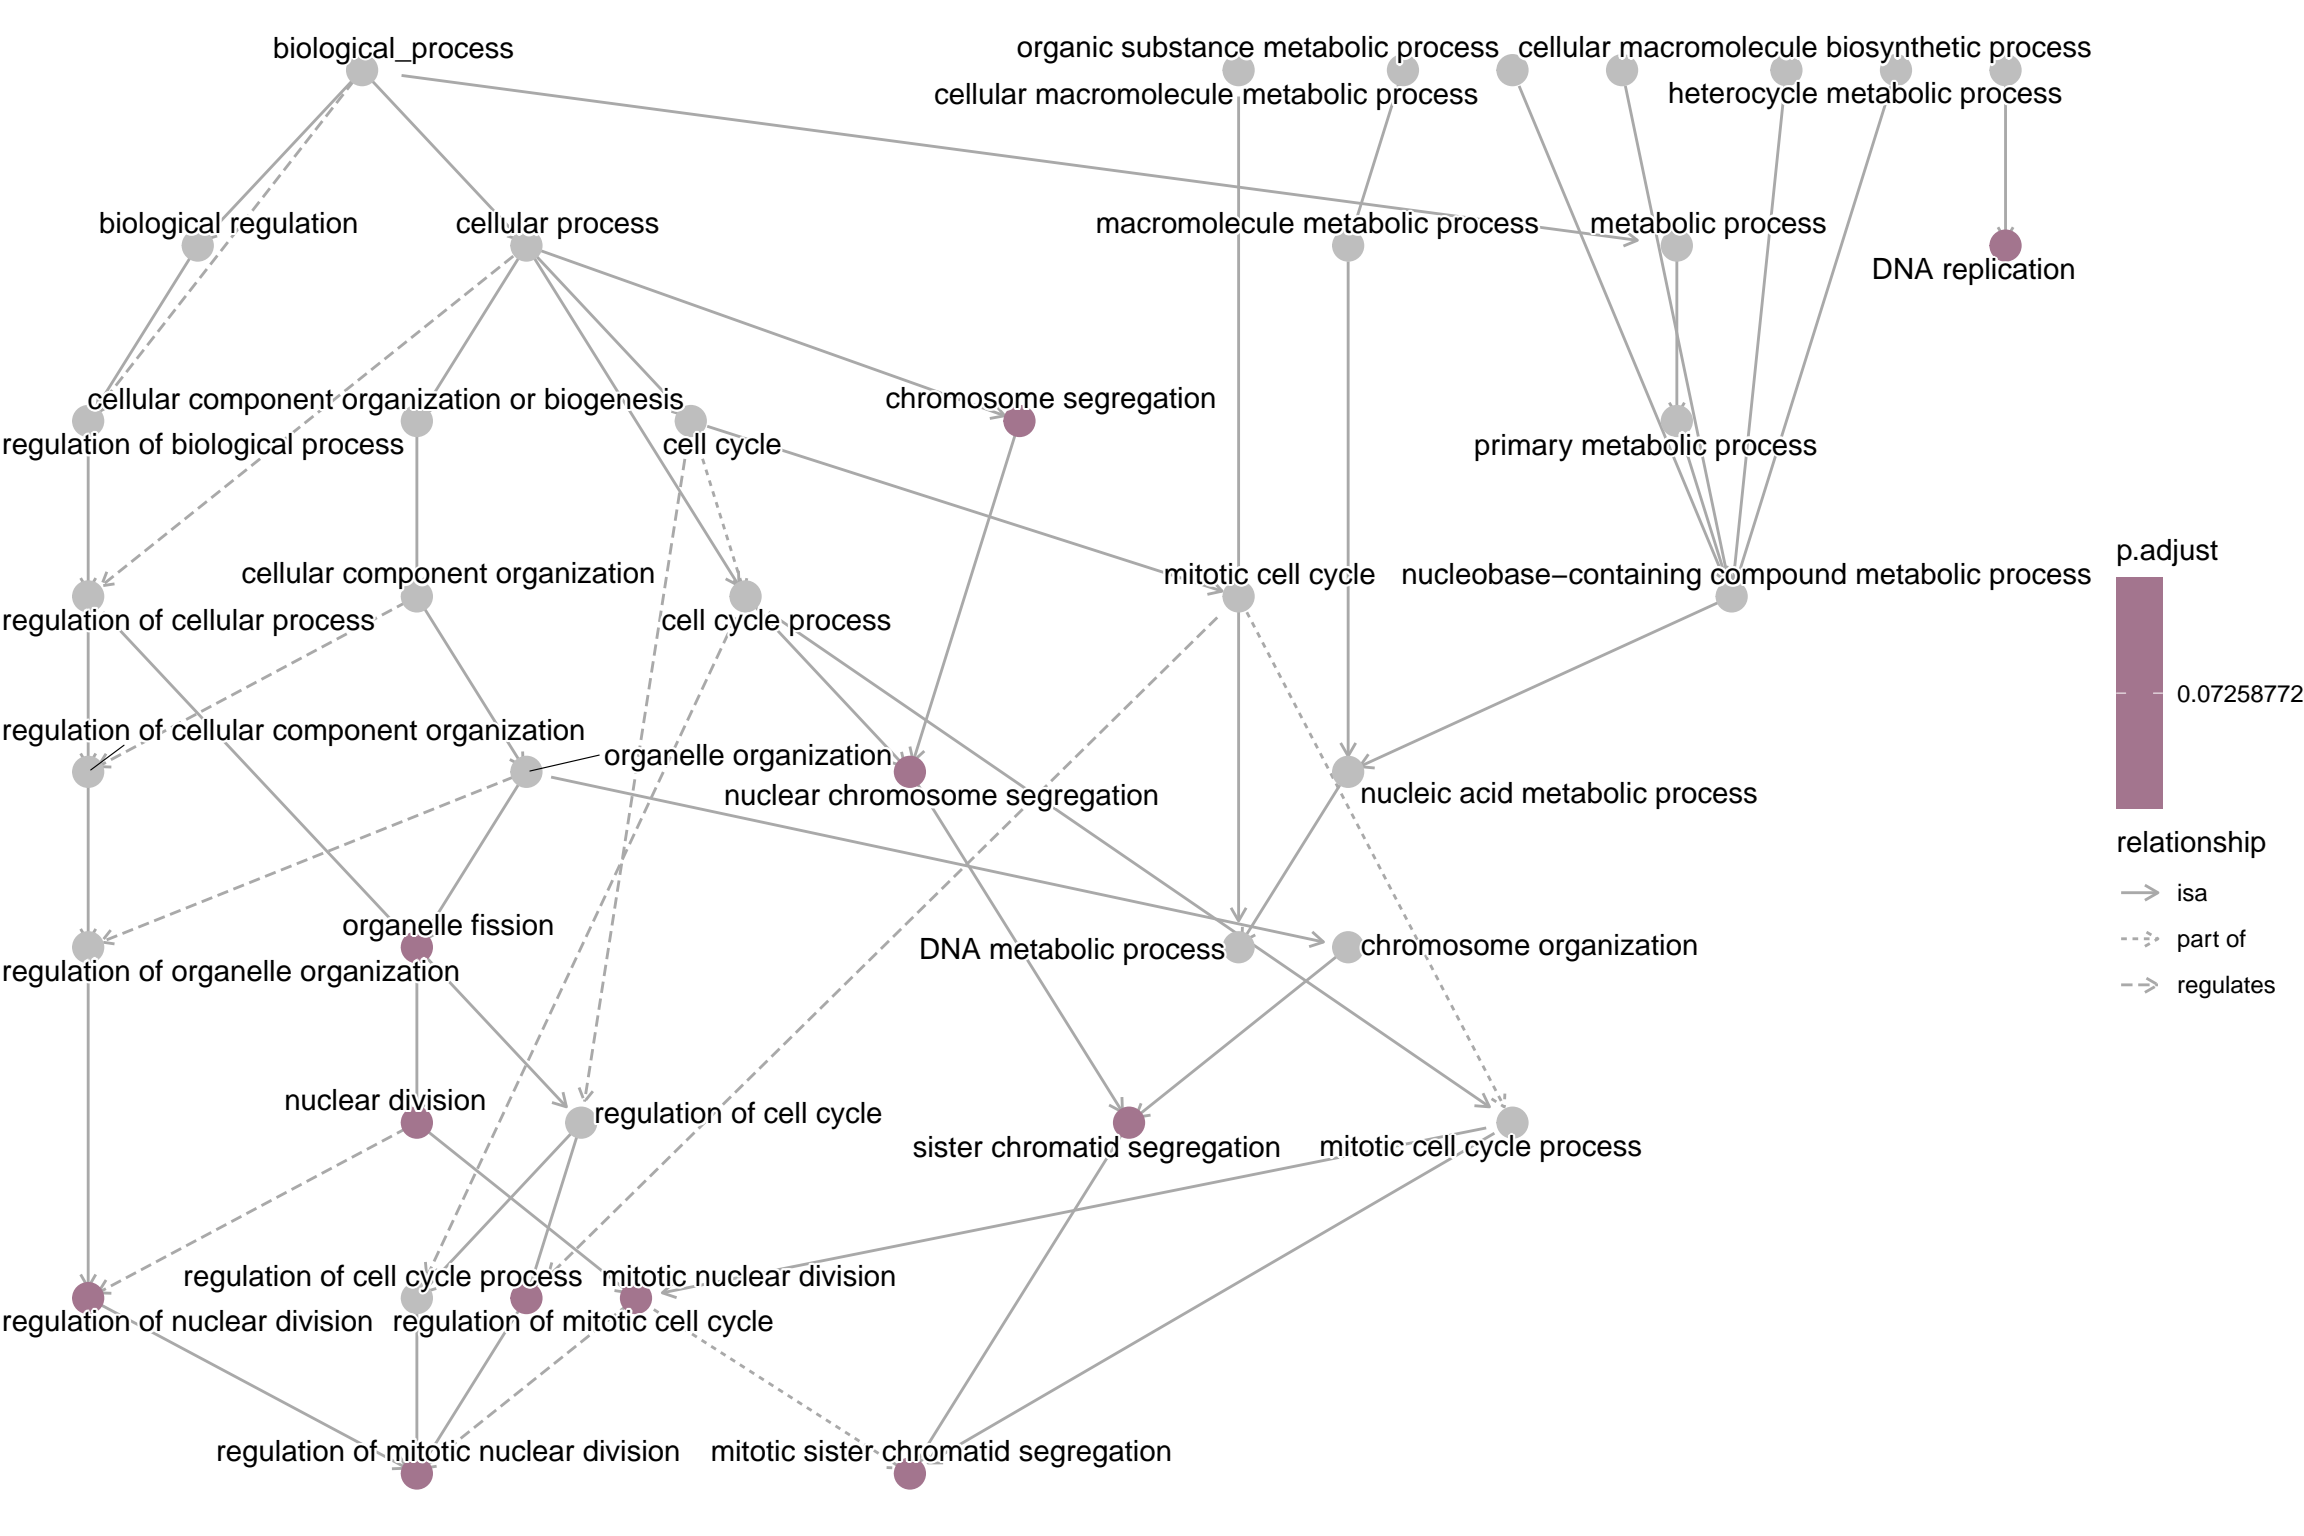 biological_process
organic substance metabolic process
cellular macromolecule biosynthetic process
cellular macromolecule metabolic process
heterocycle metabolic process
biological regulation
cellular process
macromolecule metabolic process
metabolic process
DNA replication
cellular component organization or biogenesis
chromosome segregation
regulation of biological process
cell cycle
primary metabolic process
cellular component organization
mitotic cell cycle
nucleobase−containing compound metabolic process
regulation of cellular process
cell cycle process
regulation of cellular component organization
organelle organization
nuclear chromosome segregation
nucleic acid metabolic process
organelle fission
DNA metabolic process
chromosome organization
regulation of organelle organization
nuclear division
regulation of cell cycle
sister chromatid segregation
mitotic cell cycle process
regulation of cell cycle process
mitotic nuclear division
regulation of nuclear division
regulation of mitotic cell cycle
regulation of mitotic nuclear division
mitotic sister chromatid segregation
p.adjust
0.07258772
relationship
isa
part of
regulates